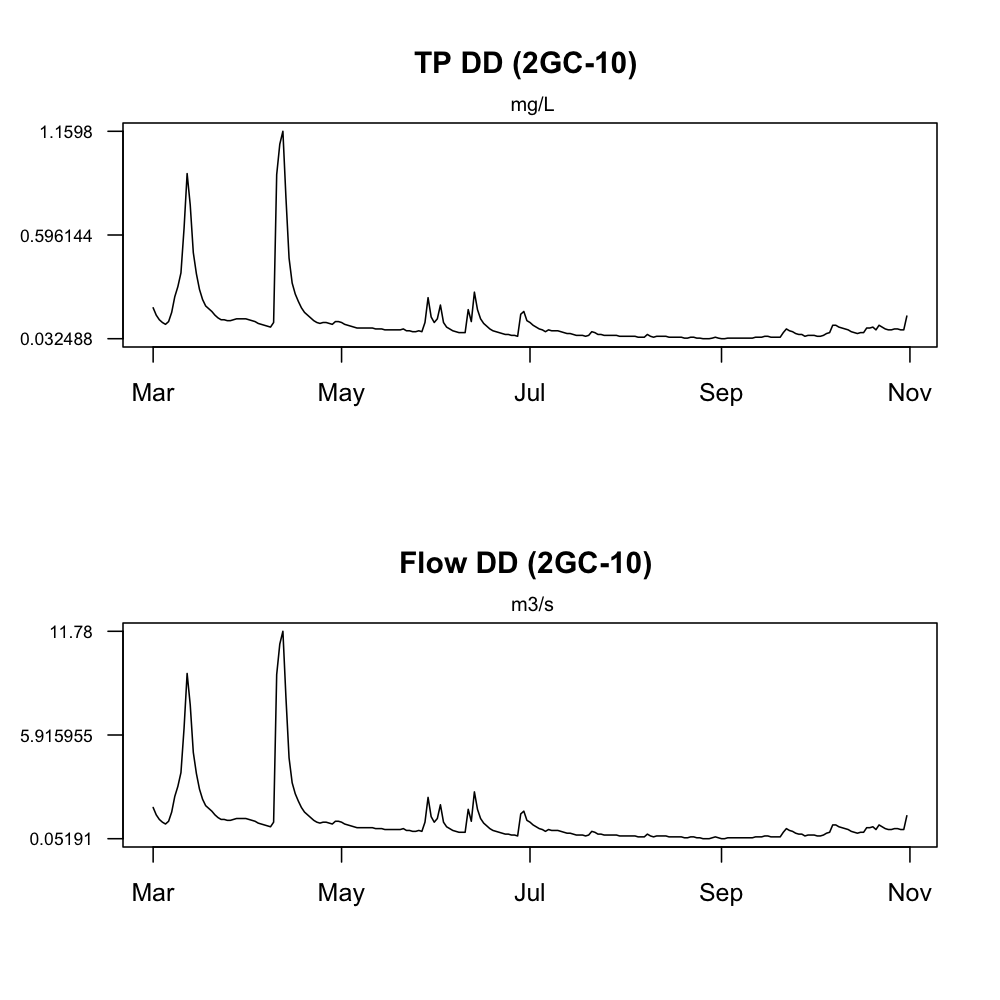 TP DD (2GC-10)
mg/L
1.1598
0.596144
0.032488
Mar May Jul Sep Nov
Flow DD (2GC-10)
m3/s
11.78
5.915955
0.05191
Mar May Jul Sep Nov